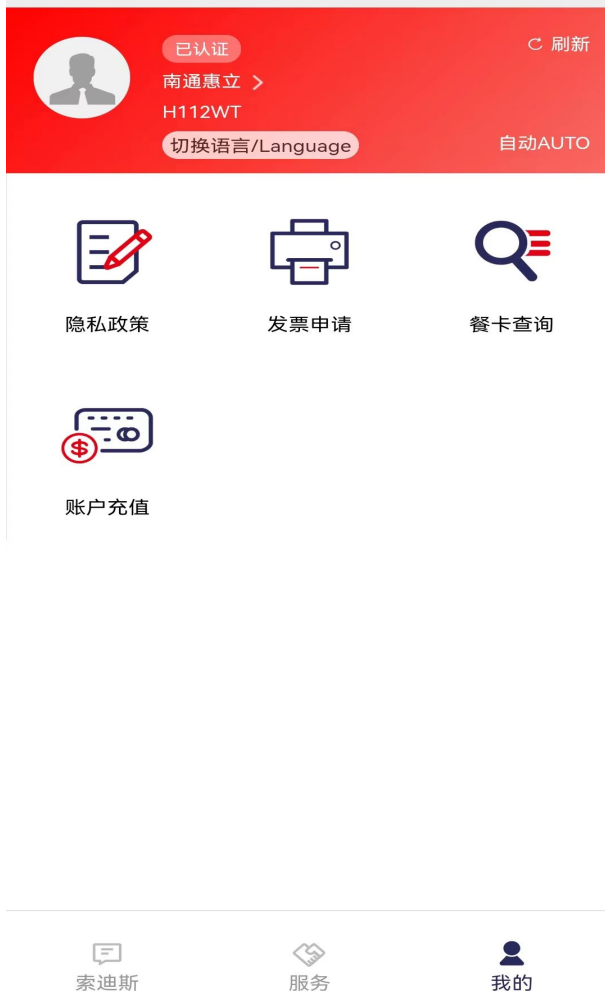 已认证
刷新
南通惠立
H112WT
切换语言/Language
自动AUTO
隐私政策
发票申请
餐卡查询
账户充值
索迪斯
服务
我的